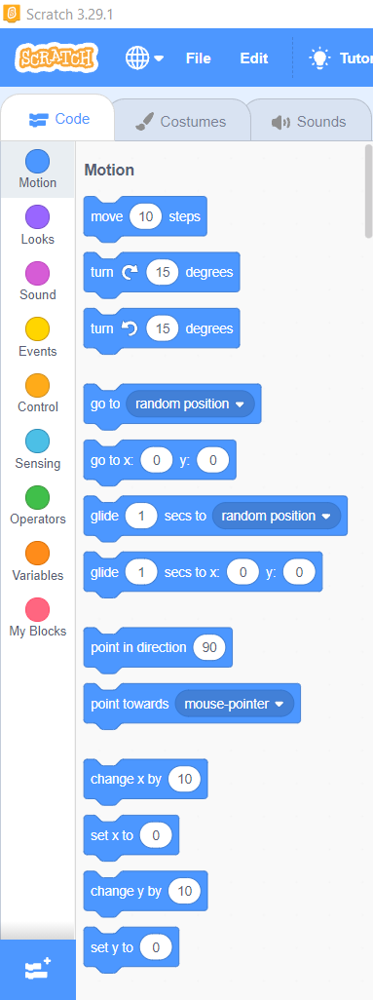 Scratch 3.29.1
SCRATCH File Edit Tutor
Code Costumes Sounds
Motion
Looks
Sound
Events
Control
Sensing
Operators
Variables
My Blocks
Motion
move 10 steps
turn 15 degrees
turn 15 degrees
go to random position
go to x: 0 y: 0
glide 1 secs to random position
glide 1 secs to x: 0 y: 0
point in direction 90
point towards mouse-pointer
change x by 10
set x to 0
change y by 10
set y to 0